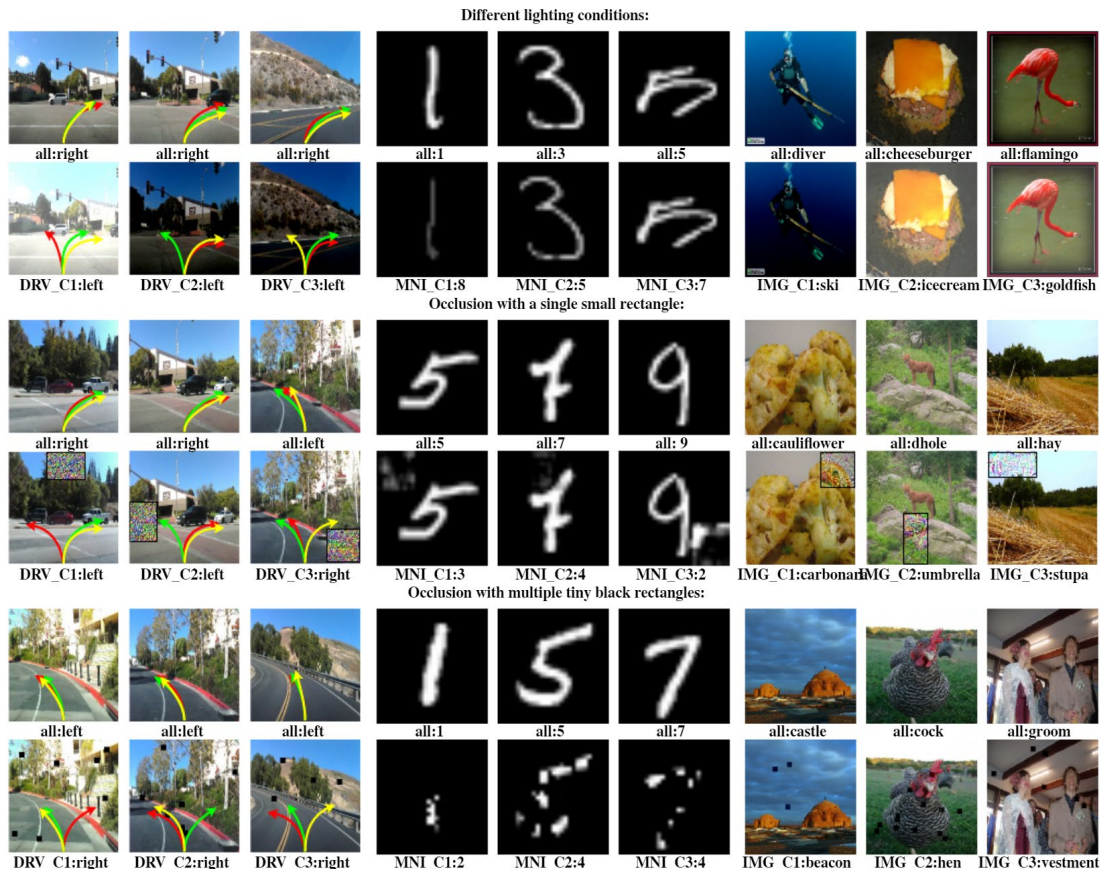 Different lighting conditions:
all:right all:right all:right all:1 all:3 all:5 all:diver all:cheeseburger all:flamingo
DRV_C1:left DRV_C2:left DRV_C3:left MNI_C1:8 MNI_C2:5 MNI_C3:7 IMG_C1:ski IMG_C2:icecream IMG_C3:goldfish
Occlusion with a single small rectangle:
all:right all:right all:left all:5 all:7 all: 9 all:cauliflower all:dhole all:hay
DRV_C1:left DRV_C2:left DRV_C3:right MNI_C1:3 MNI_C2:4 MNI_C3:2 IMG_C1:carbonara IMG_C2:umbrella IMG_C3:stupa
Occlusion with multiple tiny black rectangles:
all:left all:left all:left all:1 all:5 all:7 all:castle all:cock all:groom
DRV_C1:right DRV_C2:right DRV_C3:right MNI_C1:2 MNI_C2:4 MNI_C3:4 IMG_C1:beacon IMG_C2:hen IMG_C3:vestment